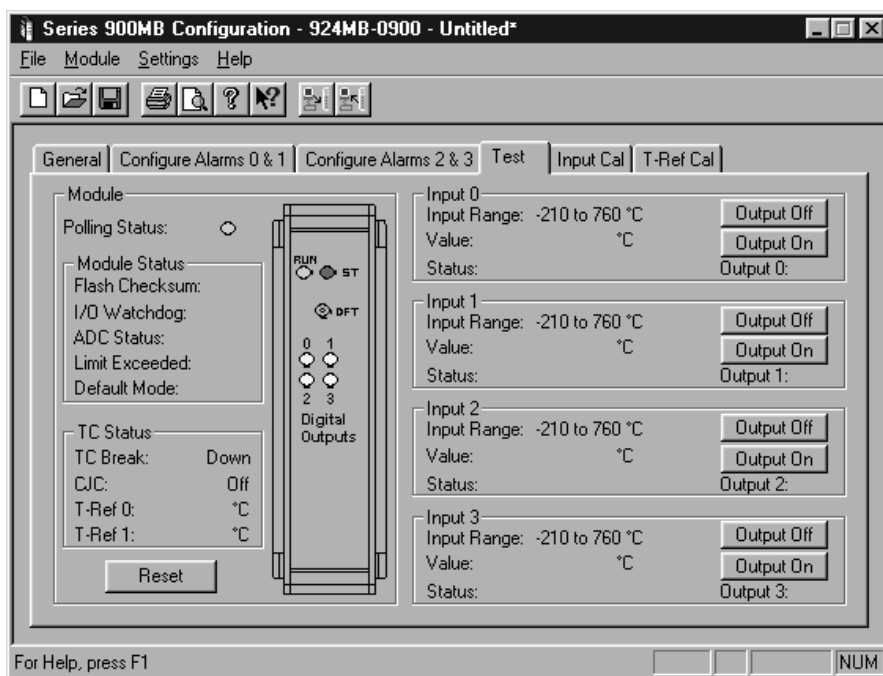 Series 900MB Configuration - 924MB-0900 - Untitled*
File Module Settings Help
General Configure Alarms 0 & 1 Configure Alarms 2 & 3 Test Input Cal T-Ref Cal
Module
Polling Status:
Module Status
Flash Checksum:
I/O Watchdog:
ADC Status:
Limit Exceeded:
Default Mode:
TC Status
TC Break: Down
CJC: Off
T-Ref 0: °C
T-Ref 1: °C
Reset
RUN
ST
DFT
0 1
2 3
Digital
Outputs
Input 0
Input Range: -210 to 760 °C Output Off
Value: °C Output On
Status: Output 0:
Input 1
Input Range: -210 to 760 °C Output Off
Value: °C Output On
Status: Output 1:
Input 2
Input Range: -210 to 760 °C Output Off
Value: °C Output On
Status: Output 2:
Input 3
Input Range: -210 to 760 °C Output Off
Value: °C Output On
Status: Output 3:
For Help, press F1 NUM